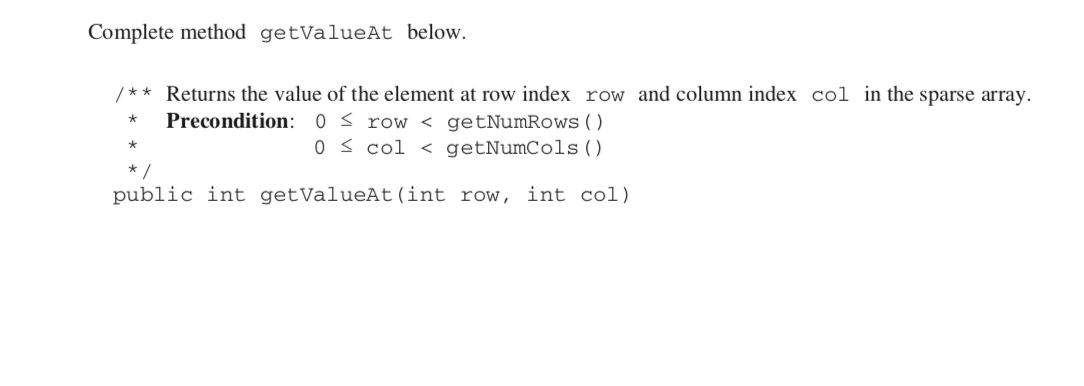 Complete method getValueAt below.
/** Returns the value of the element at row index row and column index col in the sparse array.
* Precondition: 0 ≤ row < getNumRows()
* 0 ≤ col < getNumCols()
*/
public int getValueAt(int row, int col)